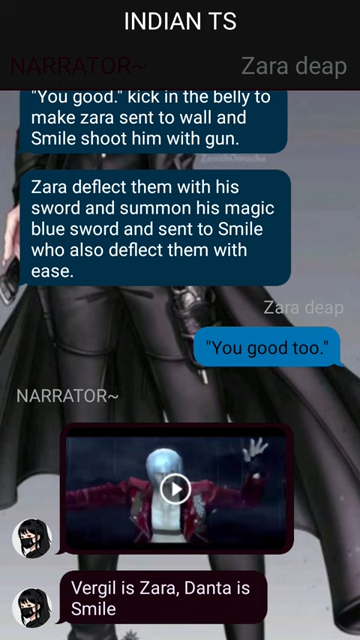 INDIAN TS
NARRATOR~
Zara deap
"You good." kick in the belly to
make zara sent to wall and
Smile shoot him with gun.
ZenithOmocha
Zara deflect them with his
sword and summon his magic
blue sword and sent to Smile
who also deflect them with
ease.
Zara deap
"You good too."
NARRATOR~
Vergil is Zara, Danta is
Smile